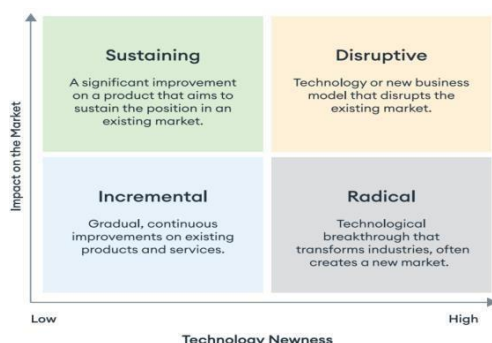 Impact on the Market
Sustaining
A significant improvement
on a product that aims to
sustain the position in an
existing market.
Disruptive
Technology or new business
model that disrupts the
existing market.
Incremental
Gradual, continuous
improvements on existing
products and services.
Radical
Technological
breakthrough that
transforms industries, often
creates a new market.
Low
High
Technology Newness